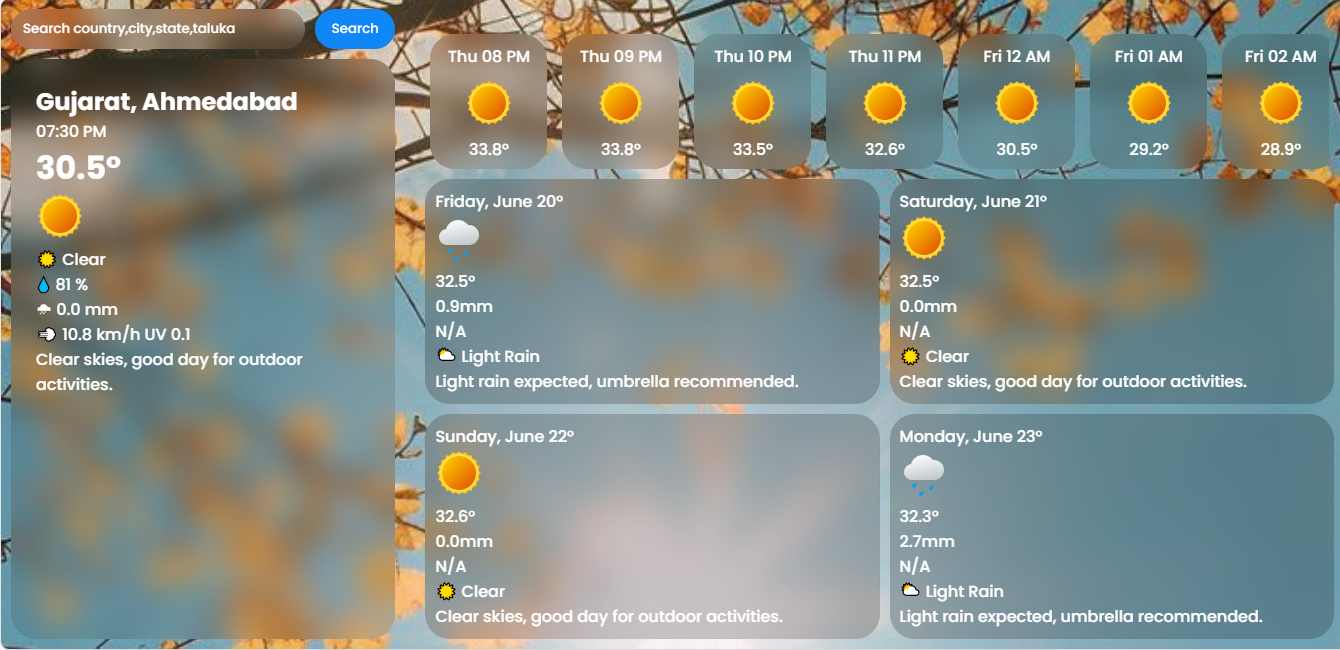 Search country,city,state,taluka
Search
Gujarat, Ahmedabad
07:30 PM
30.5°
Clear
81 %
0.0 mm
10.8 km/h UV 0.1
Clear skies, good day for outdoor
activities.
Thu 08 PM
33.8°
Thu 09 PM
33.8°
Thu 10 PM
33.5°
Thu 11 PM
32.6°
Fri 12 AM
30.5°
Fri 01 AM
29.2°
Fri 02 AM
28.9°
Friday, June 20°
32.5°
0.9mm
N/A
Light Rain
Light rain expected, umbrella recommended.
Saturday, June 21°
32.5°
0.0mm
N/A
Clear
Clear skies, good day for outdoor activities.
Sunday, June 22°
32.6°
0.0mm
N/A
Clear
Clear skies, good day for outdoor activities.
Monday, June 23°
32.3°
2.7mm
N/A
Light Rain
Light rain expected, umbrella recommended.